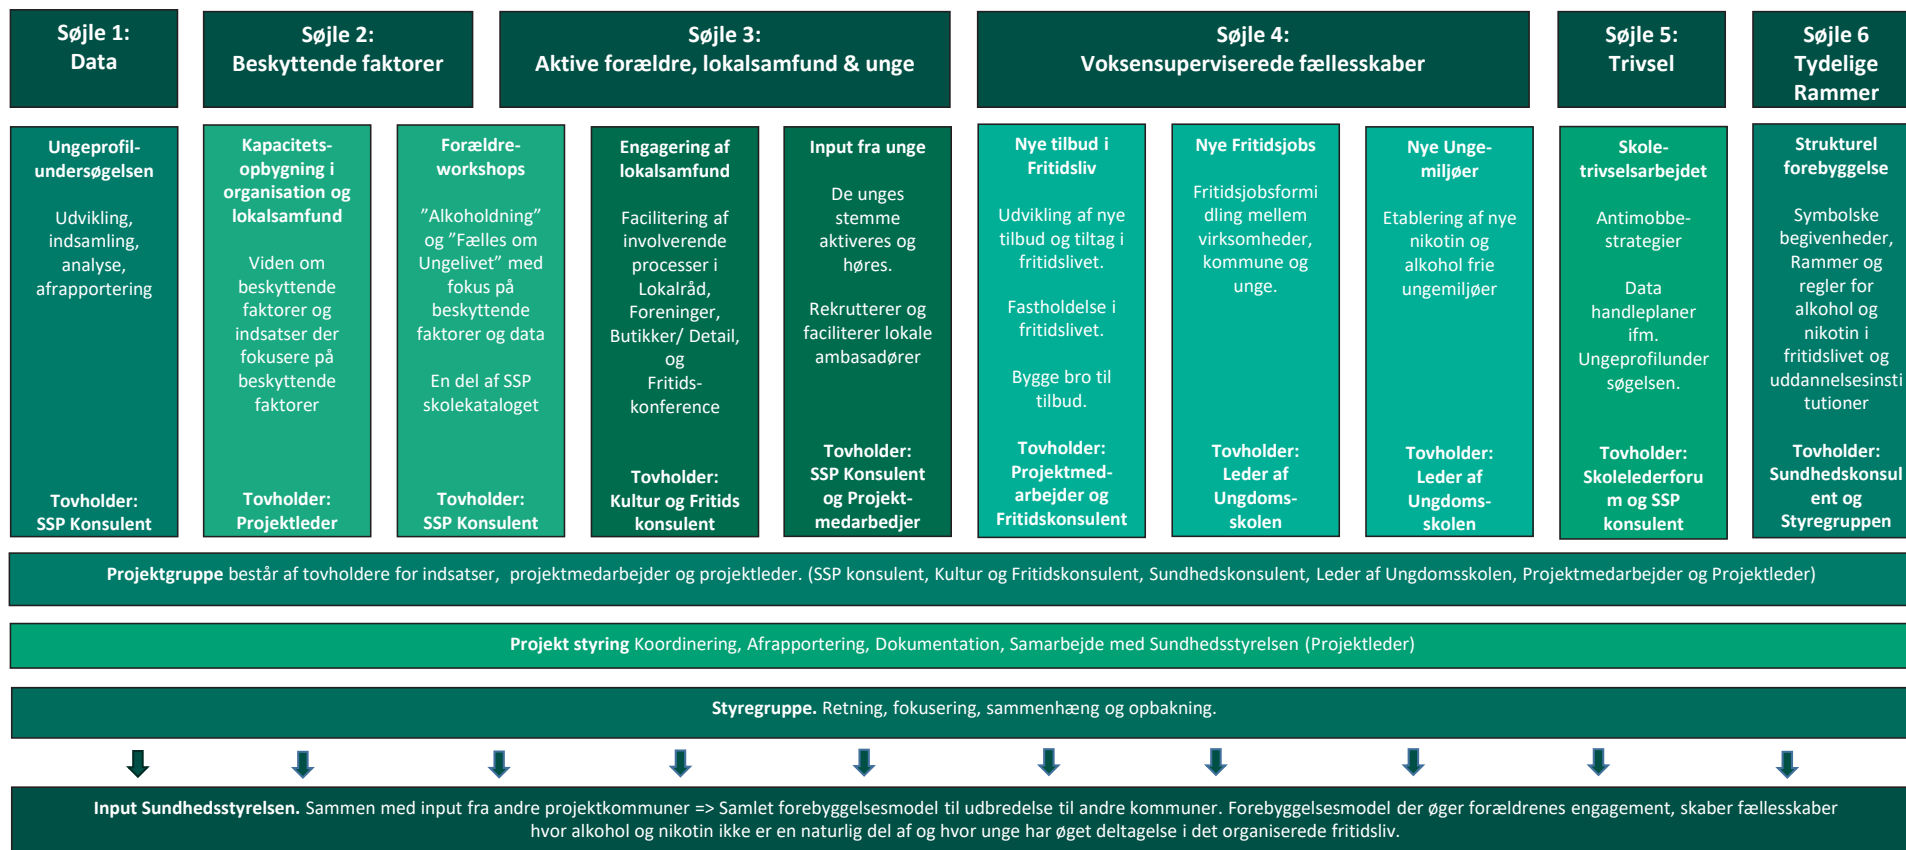 Søjle 1:
Data
Søjle 2:
Beskyttende faktorer
Søjle 3:
Aktive forældre, lokalsamfund & unge
Søjle 4:
Voksensuperviserede fællesskaber
Søjle 5:
Trivsel
Søjle 6
Tydelige
Rammer
Ungeprofil-
undersøgelsen
Udvikling,
indsamling,
analyse,
afrapportering
Tovholder:
SSP Konsulent
Kapacitets-
opbygning i
organisation og
lokalsamfund
Viden om
beskyttende
faktorer og
indsatser der
fokusere på
beskyttende
faktorer
Tovholder:
Projektleder
Forældre-
workshops
”Alkoholdning”
og ”Fælles om
Ungelivet” med
fokus på
beskyttende
faktorer og data
En del af SSP
skolekataloget
Tovholder:
SSP Konsulent
Engagering af
lokalsamfund
Facilitering af
involverende
processer i
Lokalråd,
Foreninger,
Butikker/ Detail,
og
Fritids-
konference
Tovholder:
Kultur og Fritids
konsulent
Input fra unge
De unges
stemme
aktiveres og
høres.
Rekrutterer og
faciliterer lokale
ambasadører
Tovholder:
SSP Konsulent
og Projekt-
medarbedjer
Nye tilbud i
Fritidsliv
Udvikling af nye
tilbud og tiltag i
fritidslivet.
Fastholdelse i
fritidslivet.
Bygge bro til
tilbud.
Tovholder:
Projektmed-
arbejder og
Fritidskonsulent
Nye Fritidsjobs
Fritidsjobsformi
dling mellem
virksomheder,
kommune og
unge.
Tovholder:
Leder af
Ungdoms-
skolen
Nye Unge-
miljøer
Etablering af nye
nikotin og
alkohol frie
ungemiljøer
Tovholder:
Leder af
Ungdoms-
skolen
Skole-
trivselsarbejdet
Antimobbe-
strategier
Data
handleplaner
ifm.
Ungeprofilunder
søgelsen.
Tovholder:
Skolelederforu
m og SSP
konsulent
Strukturel
forebyggelse
Symbolske
begivenheder,
Rammer og
regler for
alkohol og
nikotin i
fritidslivet og
uddannelsesinsti
tutioner
Tovholder:
Sundhedskonsul
ent og
Styregruppen
Projektgruppe består af tovholdere for indsatser, projektmedarbejder og projektleder. (SSP konsulent, Kultur og Fritidskonsulent, Sundhedskonsulent, Leder af Ungdomsskolen, Projektmedarbejder og Projektleder)
Projekt styring Koordinering, Afrapportering, Dokumentation, Samarbejde med Sundhedsstyrelsen (Projektleder)
Styregruppe. Retning, fokusering, sammenhæng og opbakning.
Input Sundhedsstyrelsen. Sammen med input fra andre projektkommuner => Samlet forebyggelsesmodel til udbredelse til andre kommuner. Forebyggelsesmodel der øger forældrenes engagement, skaber fællesskaber
hvor alkohol og nikotin ikke er en naturlig del af og hvor unge har øget deltagelse i det organiserede fritidsliv.